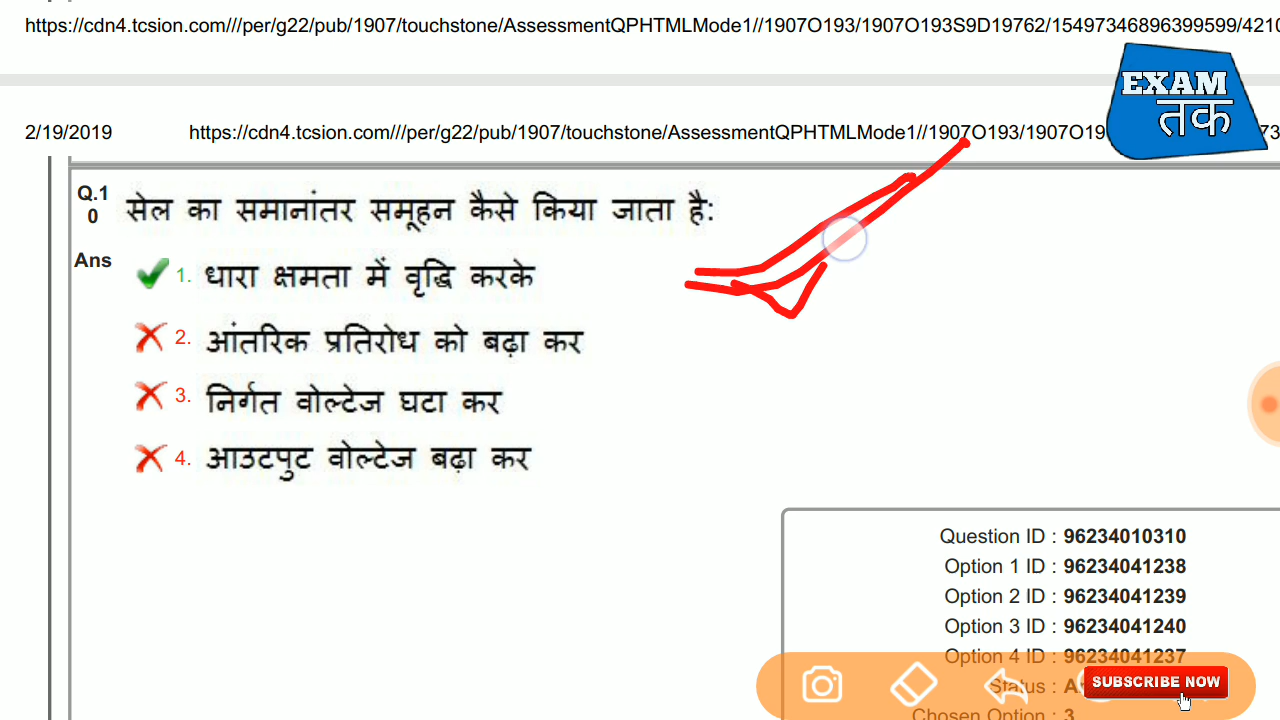 https://cdn4.tcsion.com///per/g22/pub/1907/touchstone/AssessmentQPHTMLMode1//1907O193/1907O193S9D19762/15497346896399599/4210
EXAM
तक
2/19/2019 https://cdn4.tcsion.com///per/g22/pub/1907/touchstone/AssessmentQPHTMLMode1//1907O193/1907O19
Q.1
0
सेल का समानांतर समूहन कैसे किया जाता है:
Ans
1. धारा क्षमता में वृद्धि करके
2. आंतरिक प्रतिरोध को बढ़ा कर
3. निर्गत वोल्टेज घटा कर
4. आउटपुट वोल्टेज बढ़ा कर
Question ID : 96234010310
Option 1 ID : 96234041238
Option 2 ID : 96234041239
Option 3 ID : 96234041240
Option 4 ID : 96234041237
Status :
SUBSCRIBE NOW
Chosen Option : 3